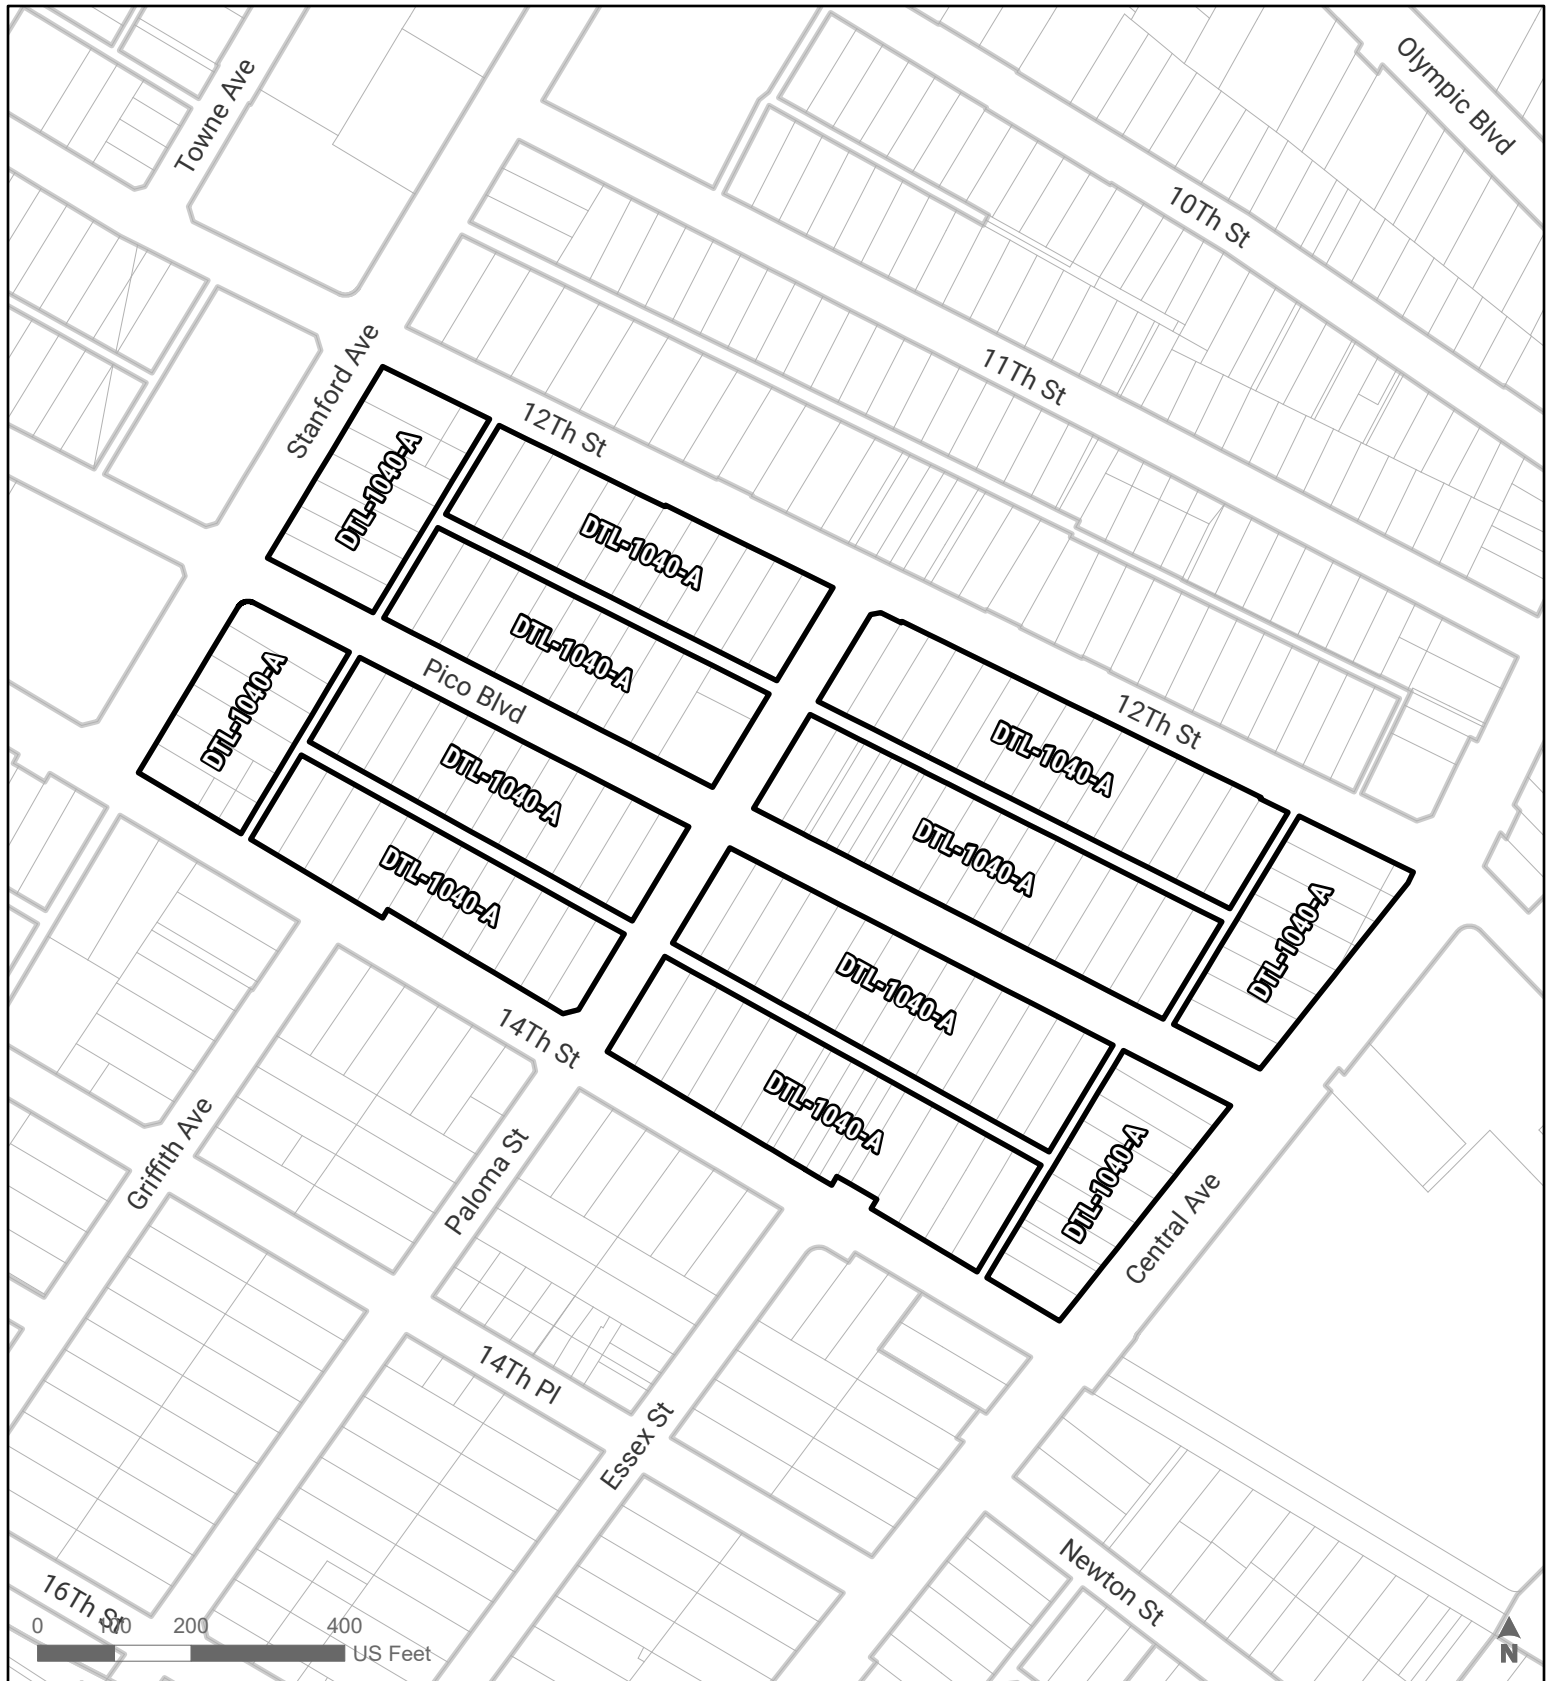 Olympic Blvd
Towne Ave
10Th St
Stanford Ave
11Th St
12Th St
DTL-1040-A
DTL-1040-A
DTL-1040-A
Pico Blvd
DTL-1040-A
12Th St
DTL-1040-A
DTL-1040-A
DTL-1040-A
DTL-1040-A
DTL-1040-A
DTL-1040-A
DTL-1040-A
14Th St
DTL-1040-A
DTL-1040-A
Griffith Ave
Paloma St
Central Ave
14Th Pl
Essex St
Newton St
16Th St
0 100 200 400
US Feet
N